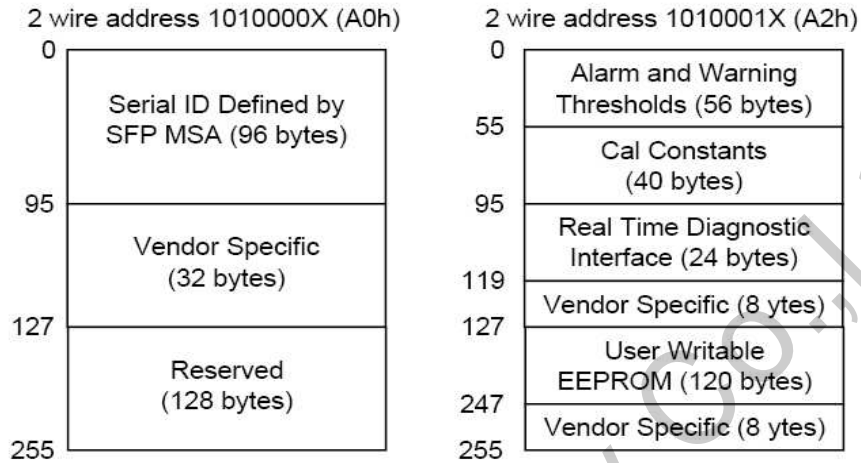 2 wire address 1010000X (A0h)
0
Serial ID Defined by
SFP MSA (96 bytes)
95
Vendor Specific
(32 bytes)
127
Reserved
(128 bytes)
255
2 wire address 1010001X (A2h)
0
Alarm and Warning
Thresholds (56 bytes)
55
Cal Constants
(40 bytes)
95
Real Time Diagnostic
Interface (24 bytes)
119
Vendor Specific (8 ytes)
127
User Writable
EEPROM (120 bytes)
247
Vendor Specific (8 ytes)
255